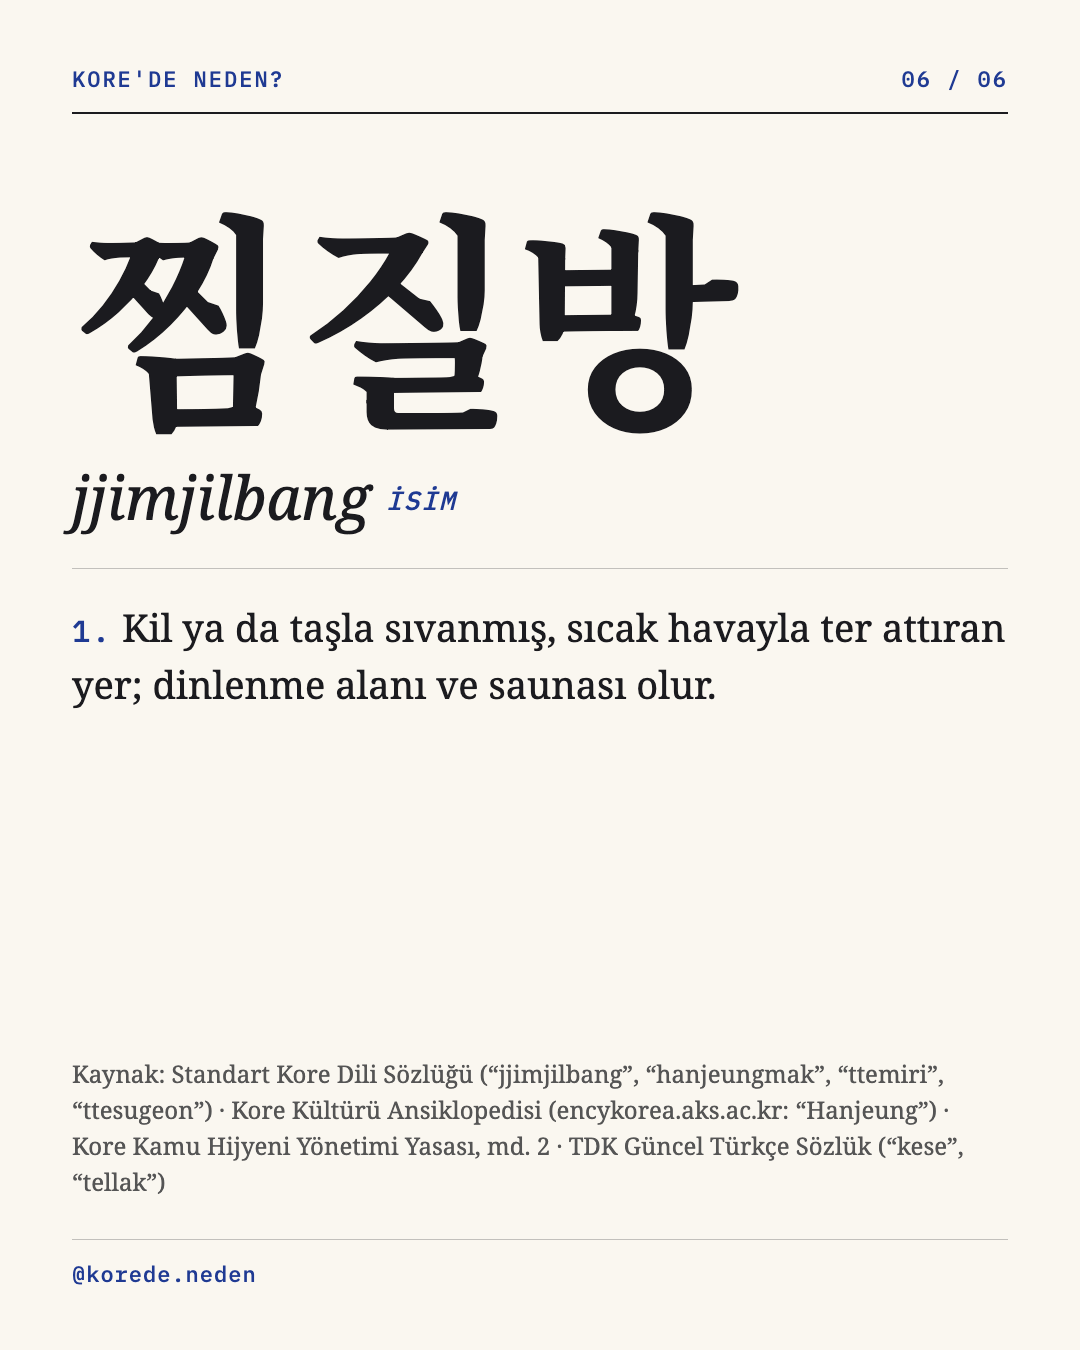 KORE'DE NEDEN?
06 / 06
찜질방
jjimjilbang İSİM
1. Kil ya da taşla sıvanmış, sıcak havayla ter attıran
yer; dinlenme alanı ve saunası olur.
Kaynak: Standart Kore Dili Sözlüğü (“jjimjilbang”, “hanjeungmak”, “ttemiri”,
“ttesugeon”) · Kore Kültürü Ansiklopedisi (encykorea.aks.ac.kr: “Hanjeung”) ·
Kore Kamu Hijyeni Yönetimi Yasası, md. 2 · TDK Güncel Türkçe Sözlük (“kese”,
“tellak”)
@korede.neden